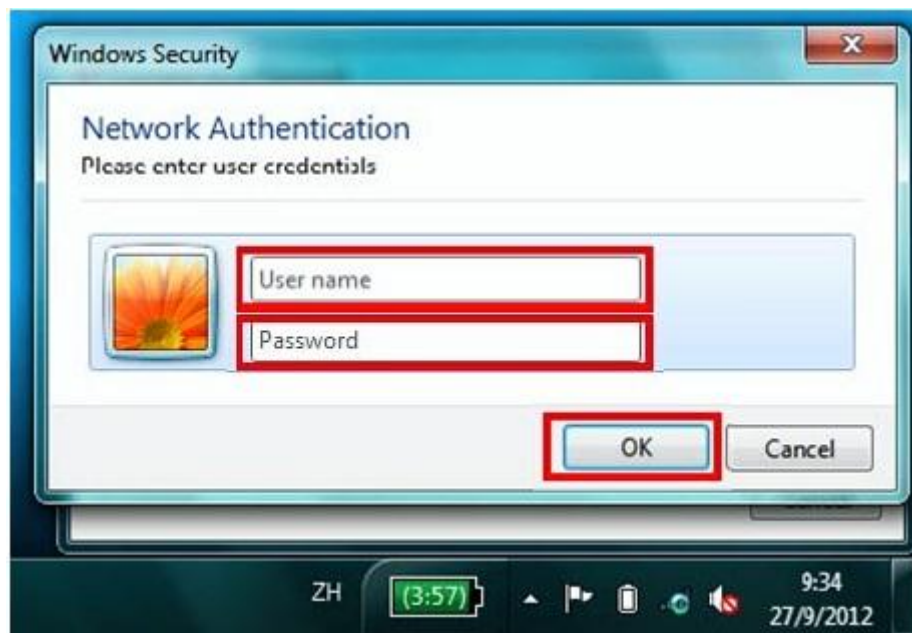 Windows Security
Network Authentication
Please enter user credentials
User name
Password
OK
Cancel
ZH
(3:57)
9:34
27/9/2012